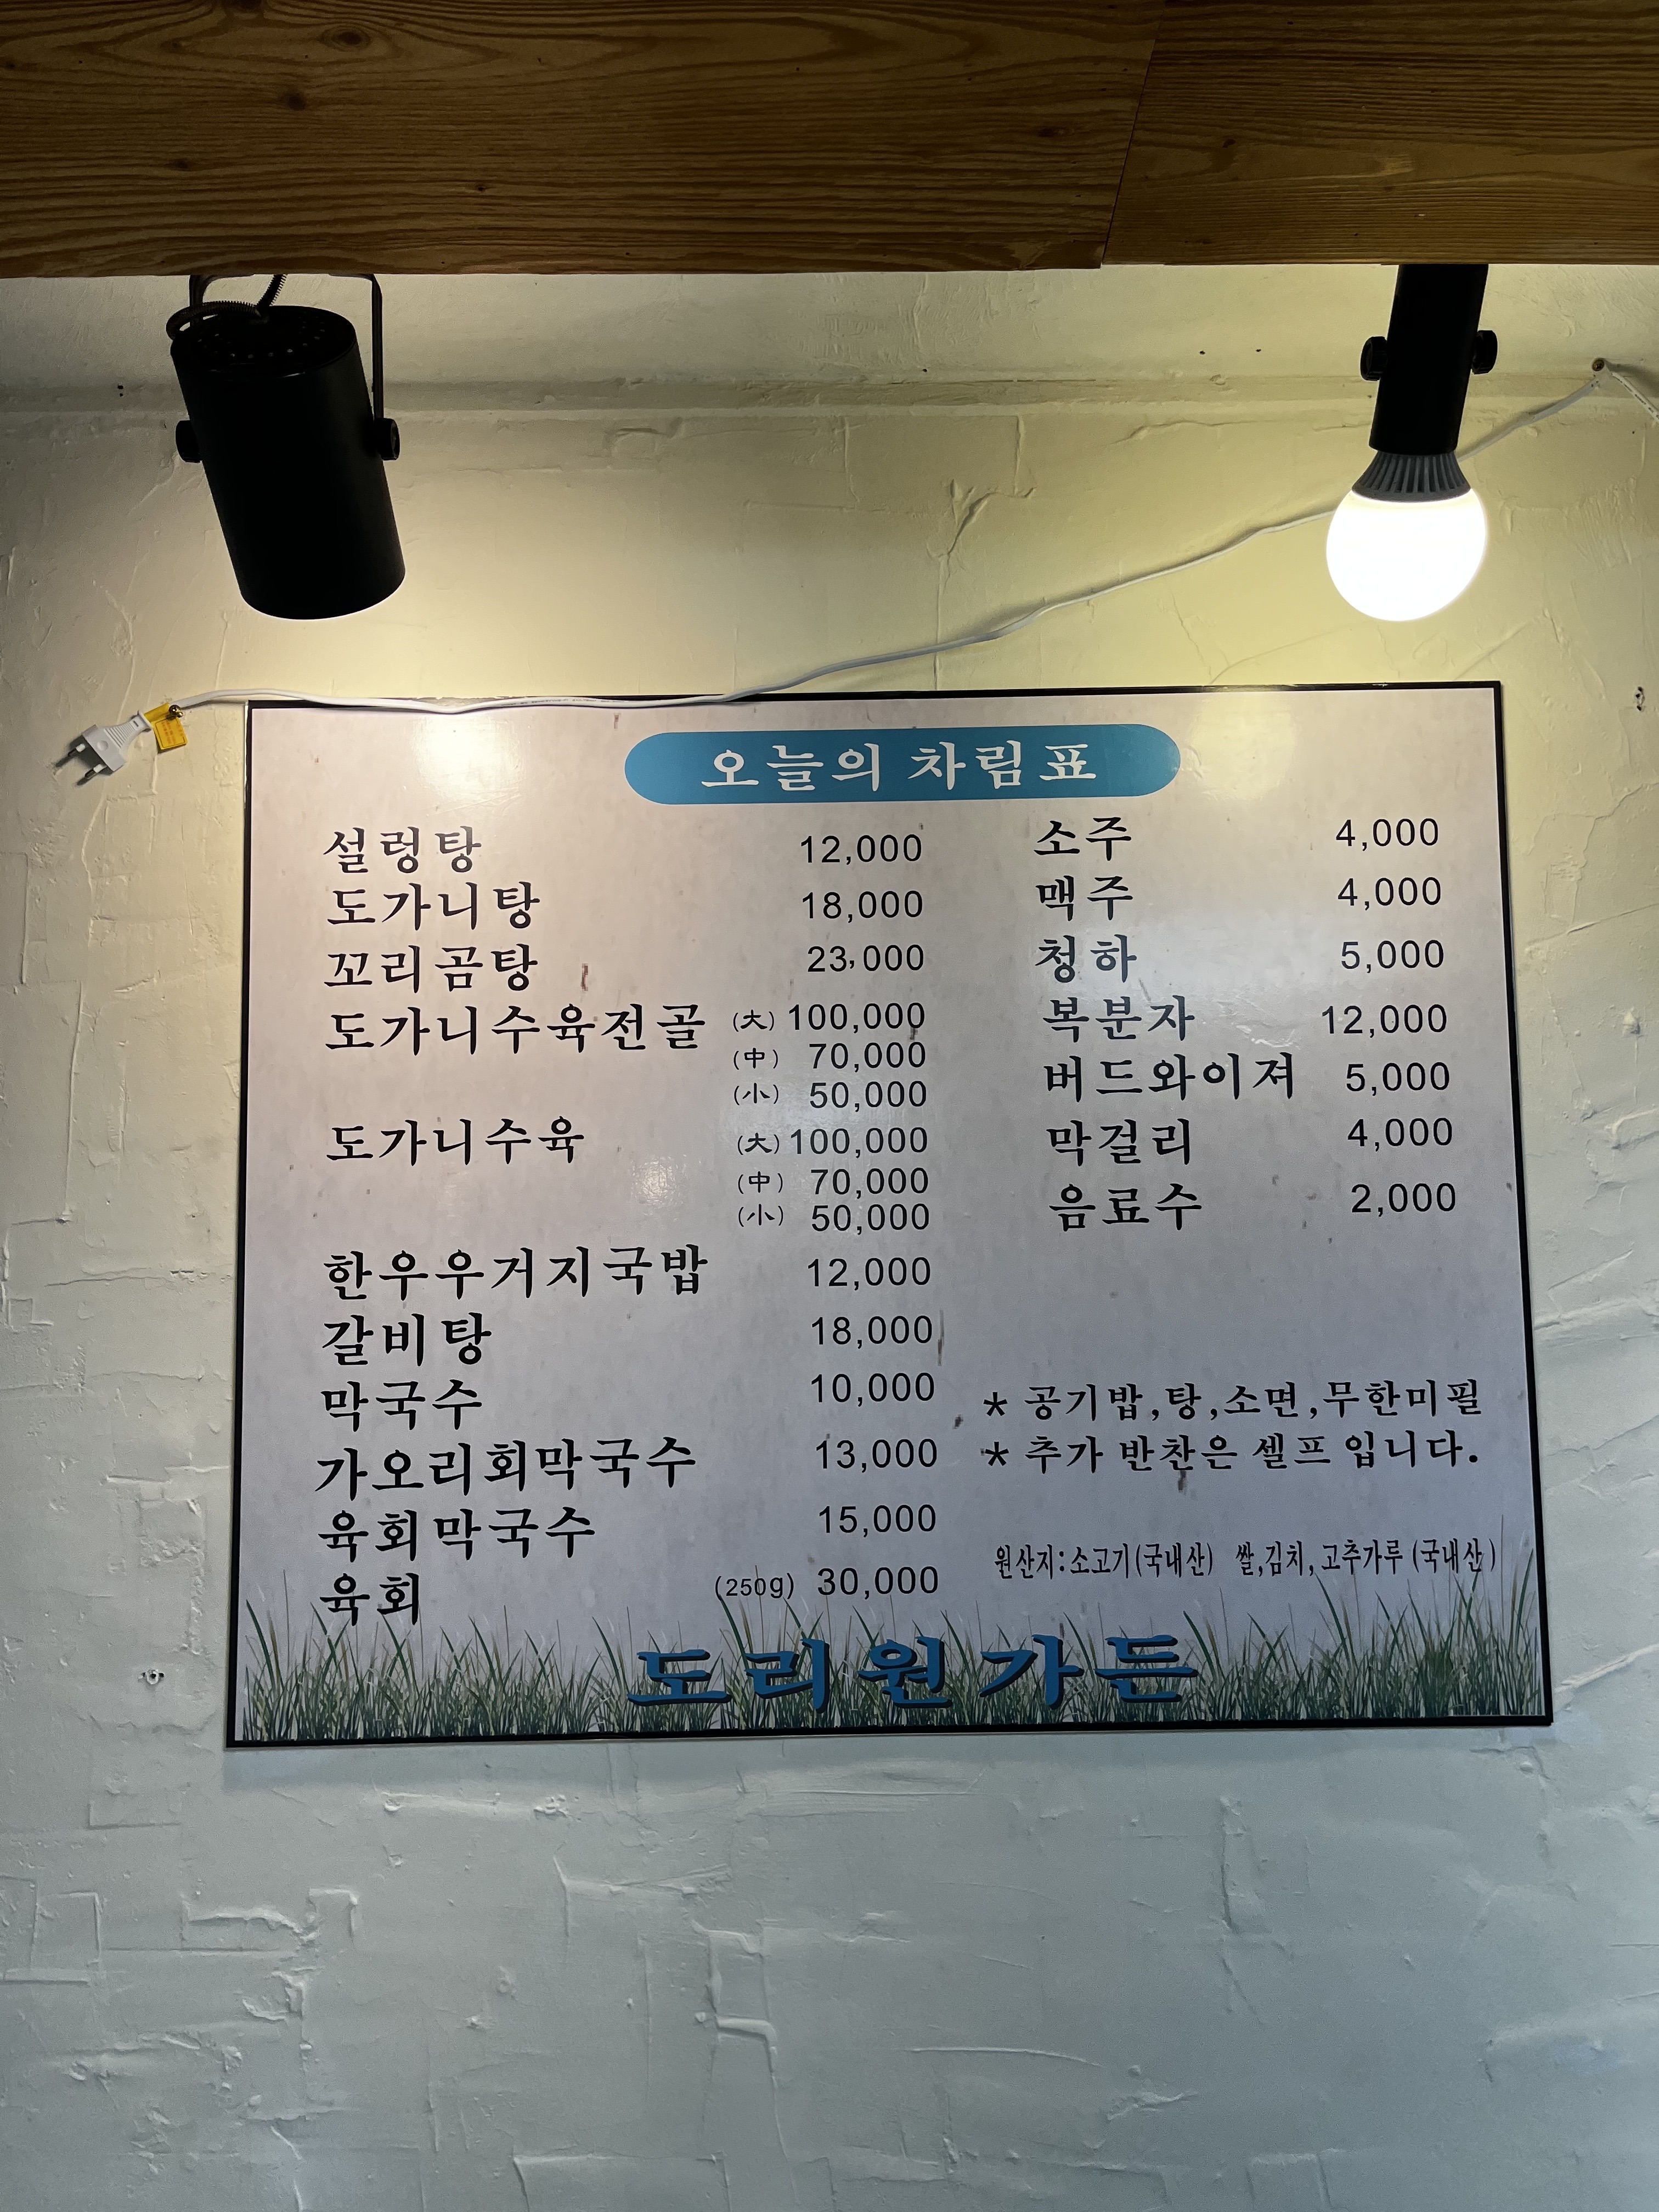 오늘의 차림표
설렁탕 12,000
도가니탕 18,000
꼬리곰탕 23,000
도가니수육전골 (大) 100,000
(中) 70,000
(小) 50,000
도가니수육 (大) 100,000
(中) 70,000
(小) 50,000
한우우거지국밥 12,000
갈비탕 18,000
막국수 10,000
가오리회막국수 13,000
육회막국수 15,000
육회 (250g) 30,000
소주 4,000
맥주 4,000
청하 5,000
복분자 12,000
버드와이져 5,000
막걸리 4,000
음료수 2,000
* 공기밥,탕,소면,무한미필
* 추가 반찬은 셀프 입니다.
원산지:소고기(국내산) 쌀,김치,고추가루 (국내산)
도리원가든